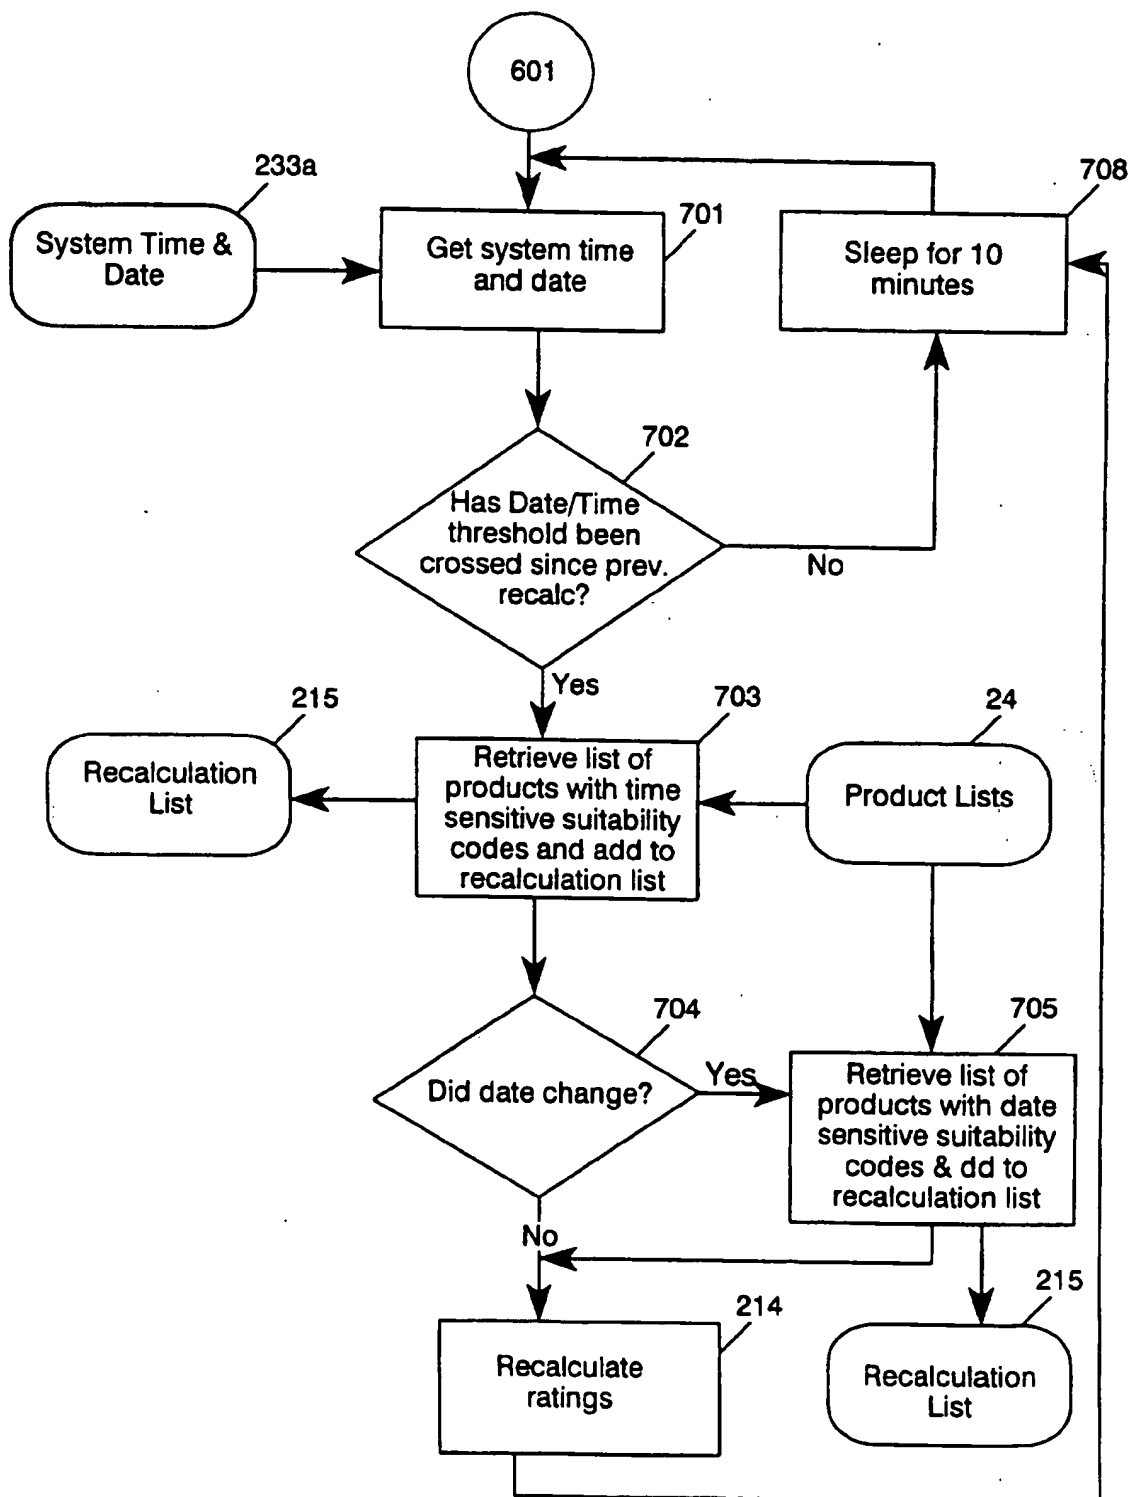 601
233a
708
701
System Time &
Date
Get system time
and date
Sleep for 10
minutes
702
Has Date/Time
threshold been
crossed since prev.
recalc?
No
Yes
215
703
24
Recalculation
List
Retrieve list of
products with time
sensitive suitability
codes and add to
recalculation list
Product Lists
704
705
Did date change?
Yes
Retrieve list of
products with date
sensitive suitability
codes & dd to
recalculation list
No
214
215
Recalculate
ratings
Recalculation
List